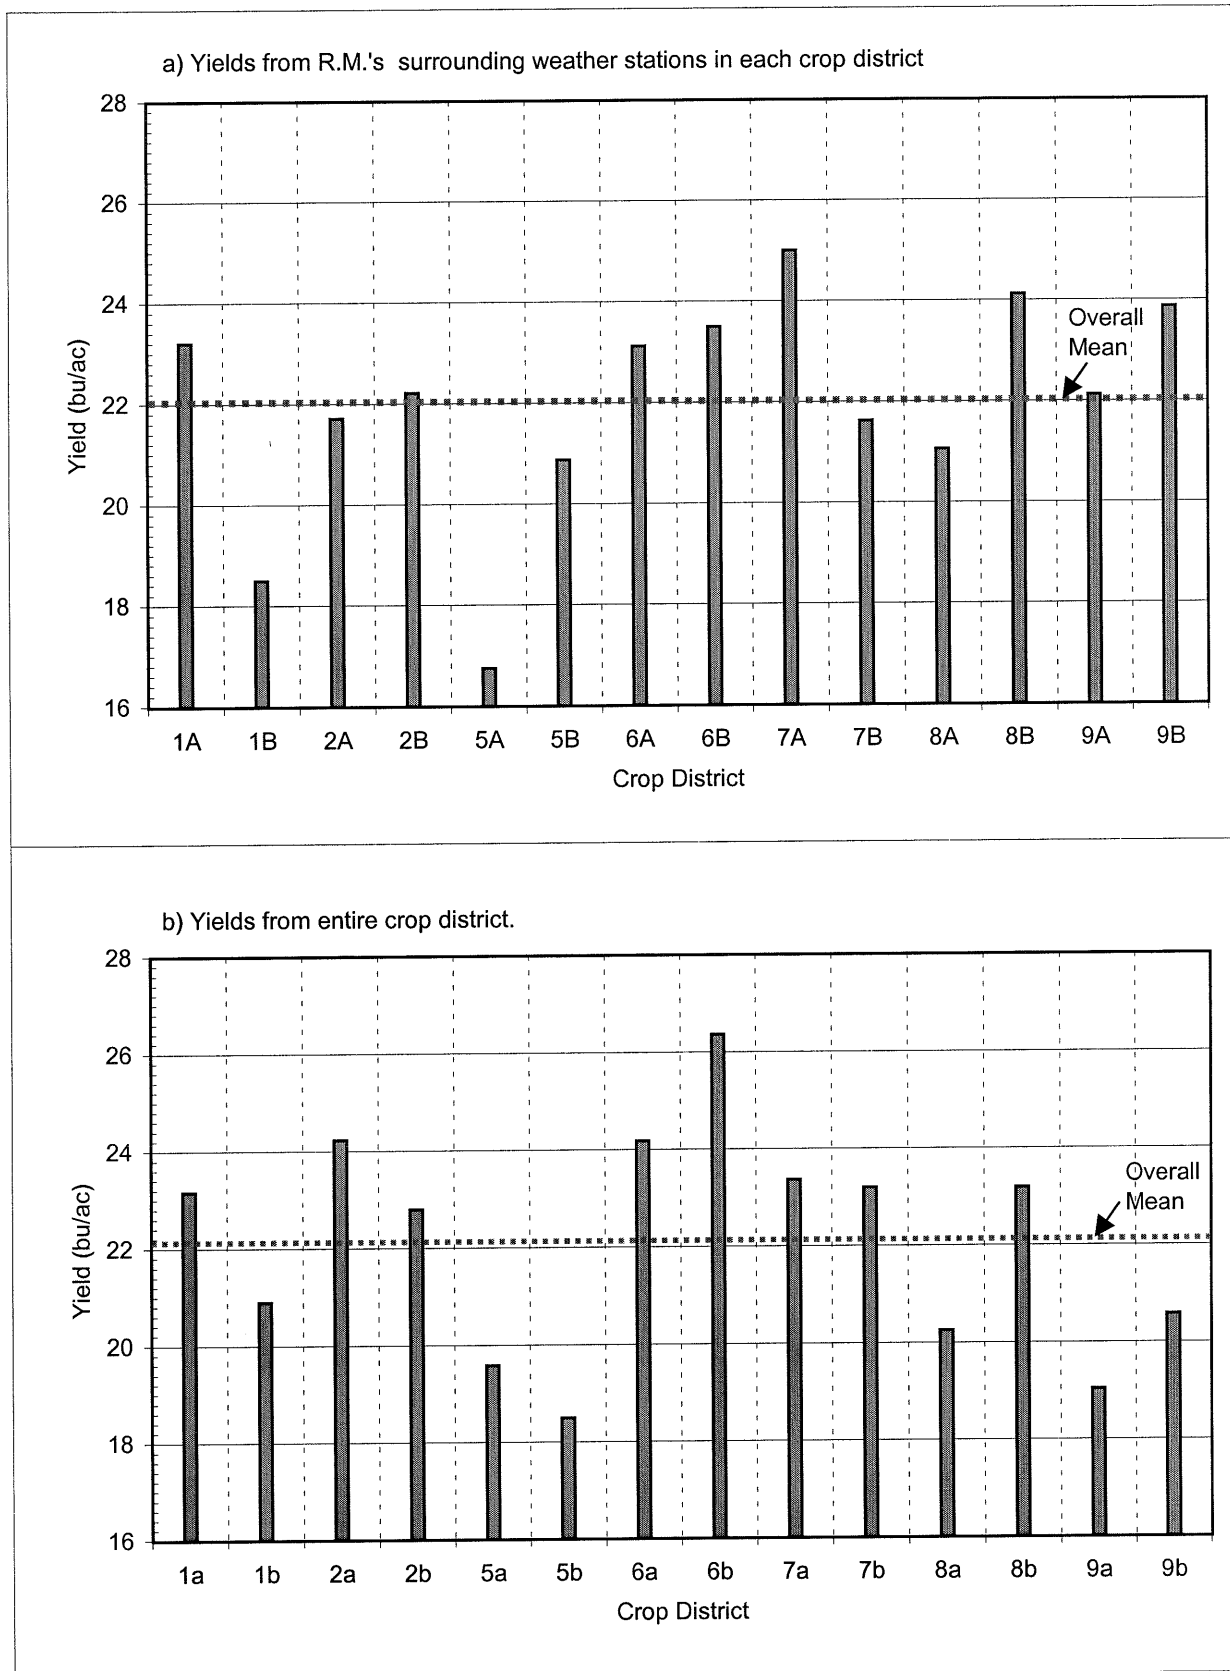 a) Yields from R.M.'s surrounding weather stations in each crop district
28
26
24
22
20
18
16
Yield (bu/ac)
Overall
Mean
1A 1B 2A 2B 5A 5B 6A 6B 7A 7B 8A 8B 9A 9B
Crop District
b) Yields from entire crop district.
28
26
24
22
20
18
16
Yield (bu/ac)
Overall
Mean
1a 1b 2a 2b 5a 5b 6a 6b 7a 7b 8a 8b 9a 9b
Crop District